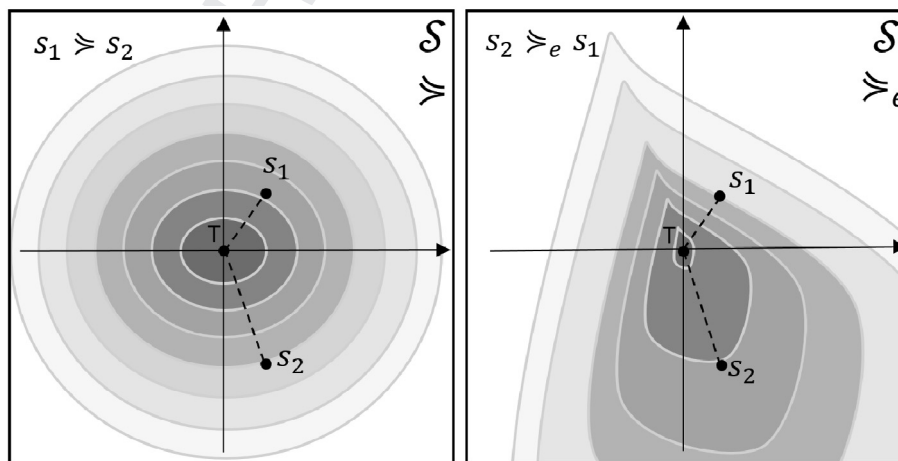 s₁ ≽ s₂
𝒮
≽
s₁
T
s₂
s₂ ≽ₑ s₁
𝒮
≽ₑ
s₁
T
s₂